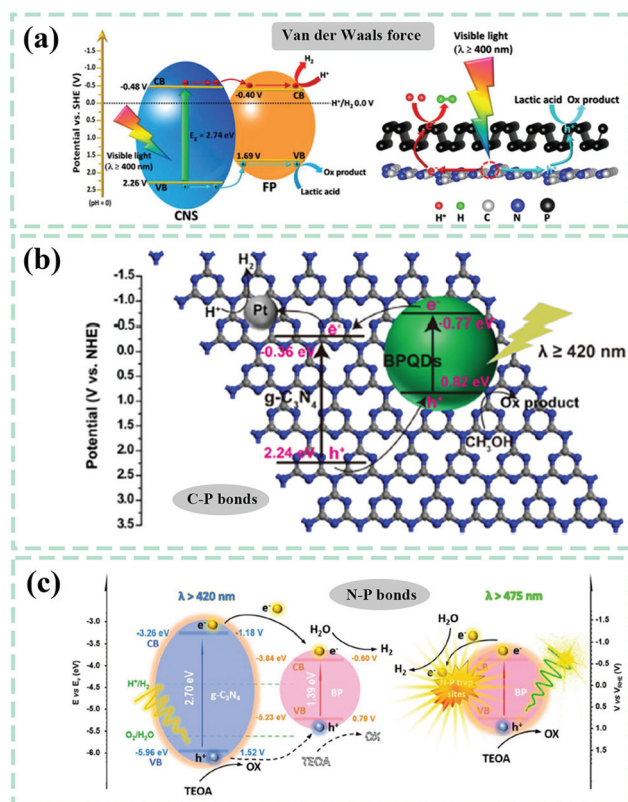 (a)
Van der Waals force
Potential vs. SHE (V)
-1.5
-1.0
-0.5
0.0
0.5
1.0
1.5
2.0
2.5
(pH = 0)
CB
-0.48 V
E_g = 2.74 eV
Visible light
(λ ≥ 400 nm)
2.26 V
VB
CNS
H₂
H⁺
-0.40 V
CB
H⁺/H₂ 0.0 V
1.69 V
VB
FP
Ox product
Lactic acid
Visible light
(λ ≥ 400 nm)
Lactic acid
Ox product
h⁺
H⁺ H C N P
(b)
Potential (V vs. NHE)
-1.5
-1.0
-0.5
0.0
0.5
1.0
1.5
2.0
2.5
3.0
3.5
H₂
Pt
H⁺
e⁻
-0.36 eV
g-C₃N₄
2.24 eV
h⁺
e⁻
-0.77 eV
BPQDs
0.82 eV
h⁺
λ ≥ 420 nm
Ox product
CH₃OH
C-P bonds
(c)
N-P bonds
λ > 420 nm
λ > 475 nm
-3.0
-3.5
-4.0
-4.5
-5.0
-5.5
-6.0
e⁻
-3.26 eV
-1.18 V
CB
H⁺/H₂
2.70 eV
g-C₃N₄
O₂/H₂O
-5.96 eV
1.52 V
VB
h⁺
TEOA
OX
e⁻
H₂O
H₂
e⁻
-3.84 eV
CB
-0.60 V
1.39 eV
BP
-5.23 eV
VB
0.79 V
h⁺
TEOA
OX
H₂O
H₂
e⁻
e⁻
N-P trap
sites
e⁻
CB
BP
VB
h⁺
TEOA
OX
-1.5
-1.0
-0.5
0.0
0.5
1.0
1.5
V vs V_RHE (V)